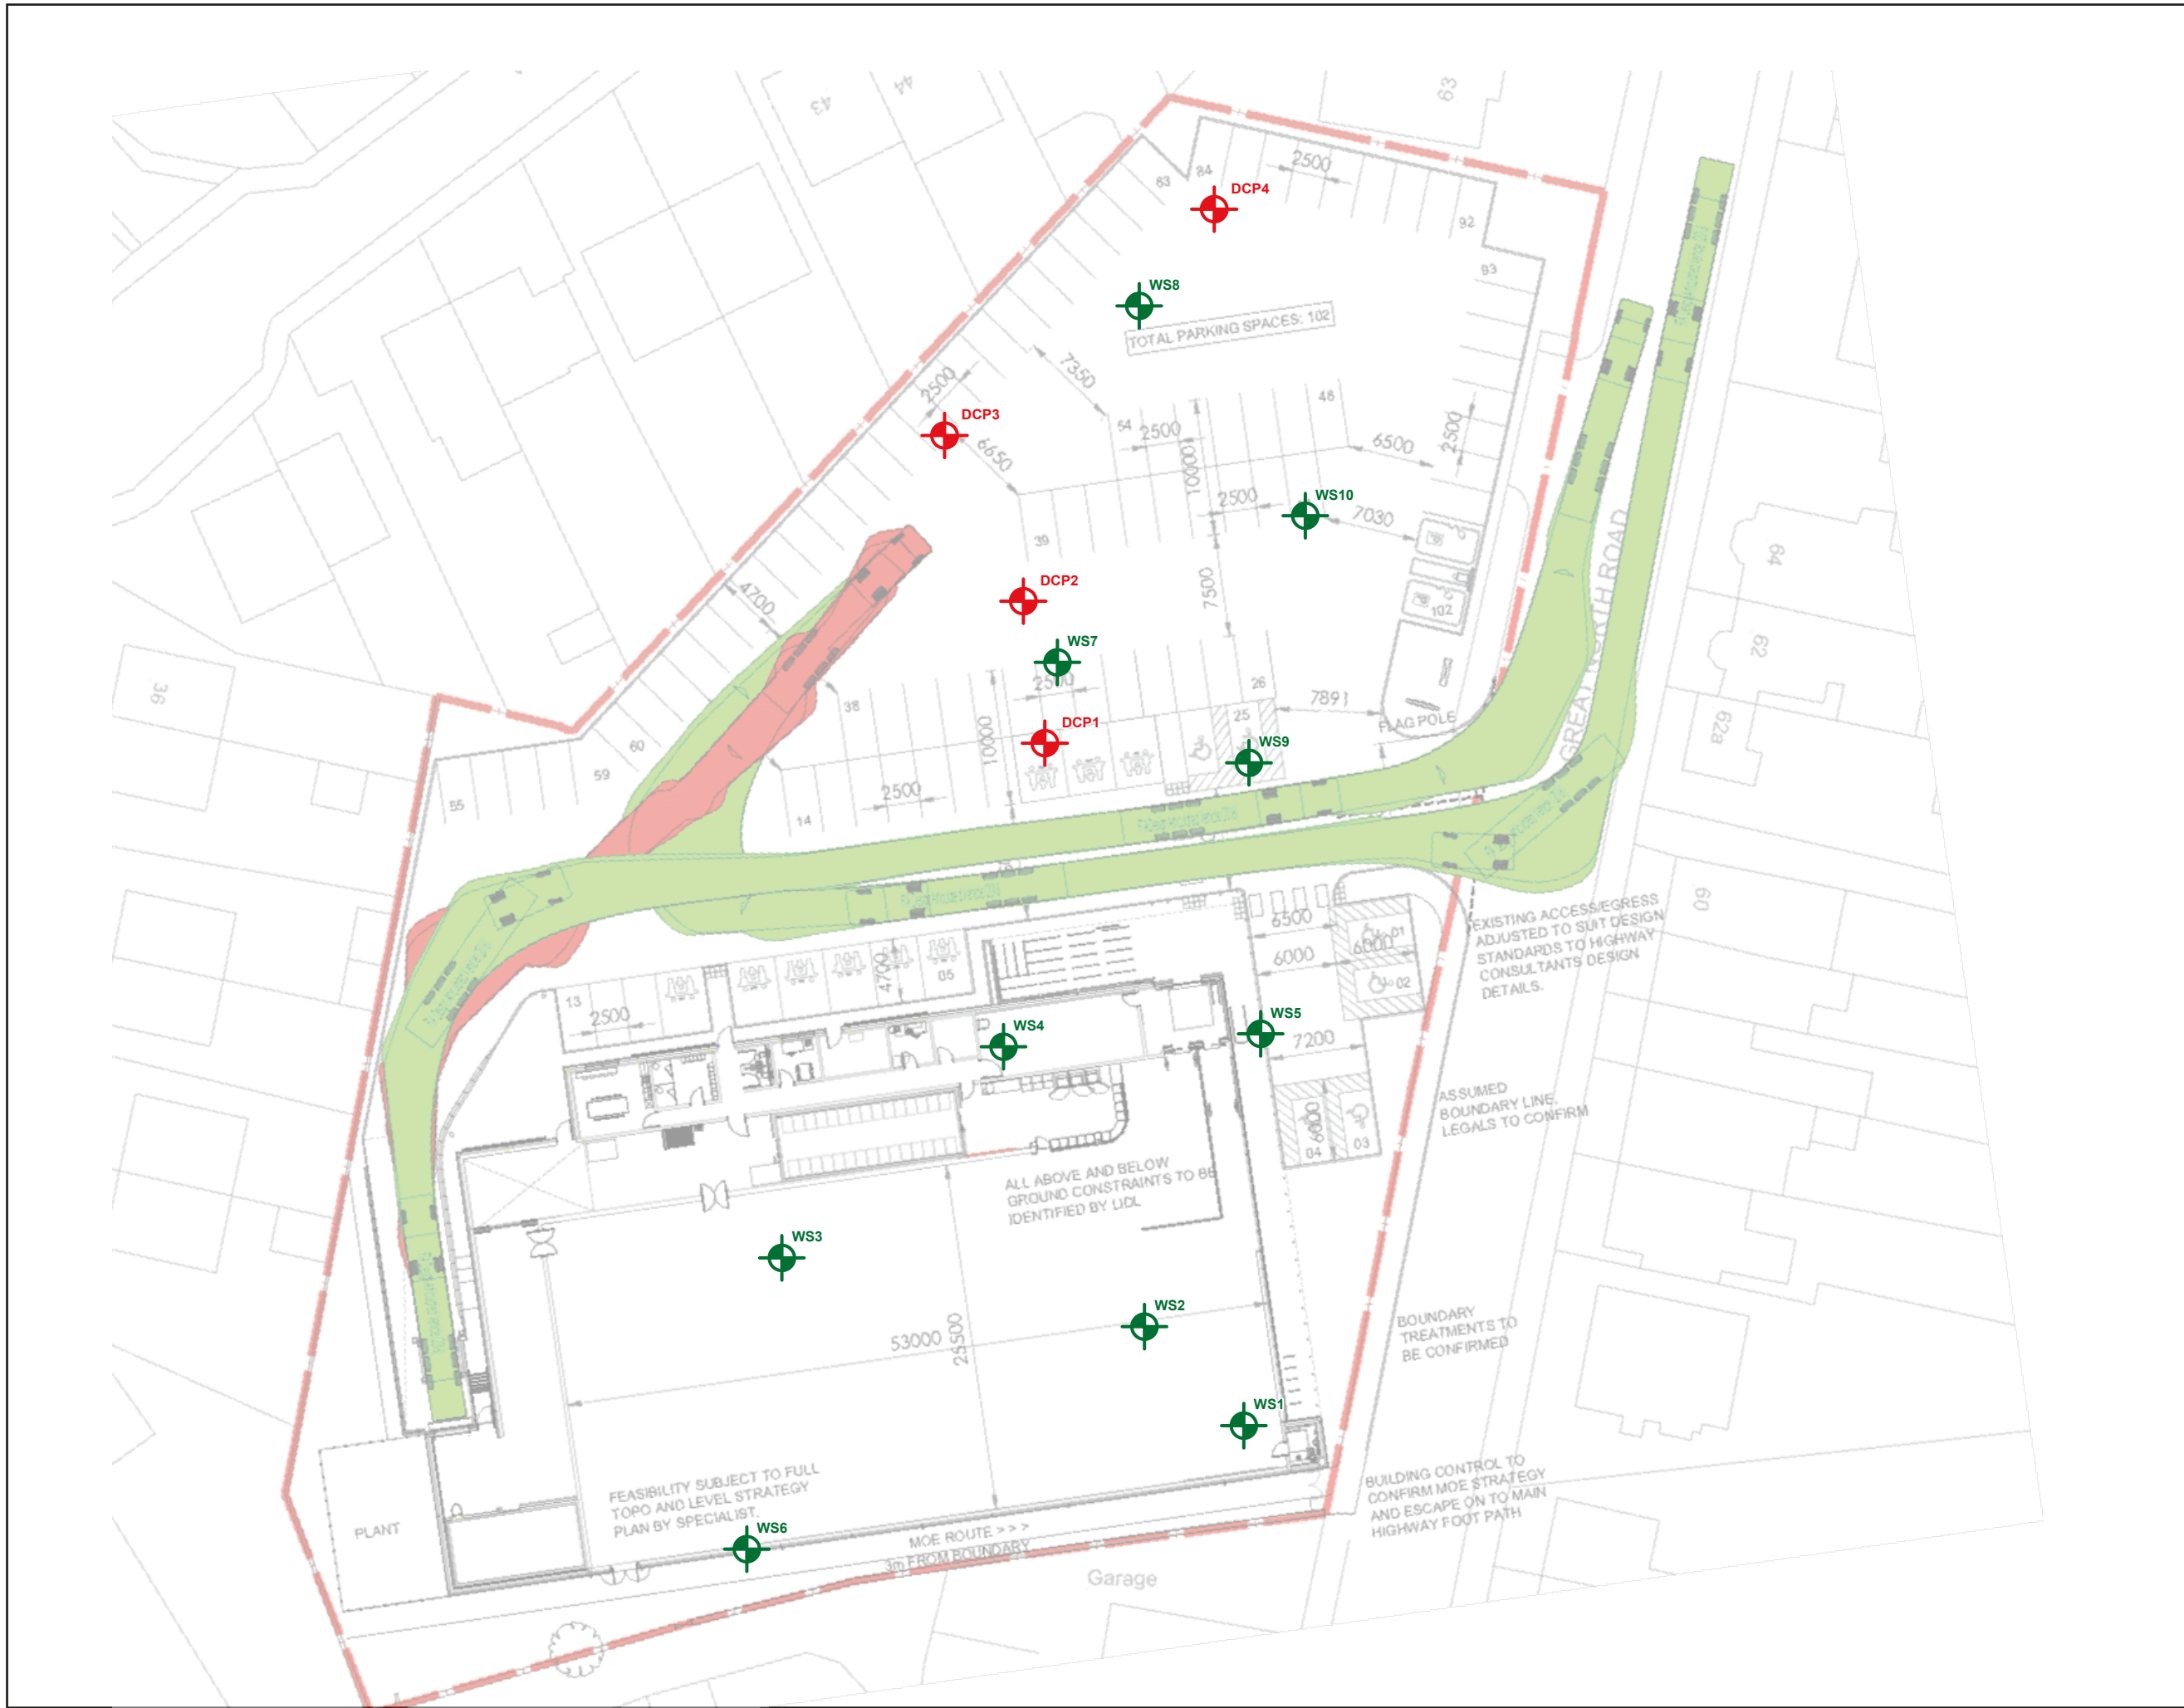 43
44
63
83
84
2500
DCP4
92
93
WS8
TOTAL PARKING SPACES: 102
7350
2500
DCP3
6650
54
2500
48
10000
6500
2500
2500
WS10
7030
39
GREAT NORTH ROAD
64
DCP2
7500
102
4700
WS7
2500
62
36
38
26
7891
25
FLAG POLE
62a
DCP1
10000
WS9
60
59
55
2500
14
60
EXISTING ACCESS/EGRESS
ADJUSTED TO SUIT DESIGN
STANDARDS TO HIGHWAY
CONSULTANTS DESIGN
DETAILS.
6500
01
6000
6000
02
4700
05
13
2500
WS4
WS5
7200
ASSUMED
BOUNDARY LINE,
LEGALS TO CONFIRM
6000
04
03
ALL ABOVE AND BELOW
GROUND CONSTRAINTS TO BE
IDENTIFIED BY LIDL
WS3
WS2
53000
25500
BOUNDARY
TREATMENTS TO
BE CONFIRMED
WS1
FEASIBILITY SUBJECT TO FULL
TOPO AND LEVEL STRATEGY
PLAN BY SPECIALIST.
BUILDING CONTROL TO
CONFIRM MOE STRATEGY
AND ESCAPE ON TO MAIN
HIGHWAY FOOT PATH
PLANT
WS6
MOE ROUTE > > >
3m FROM BOUNDARY
Garage